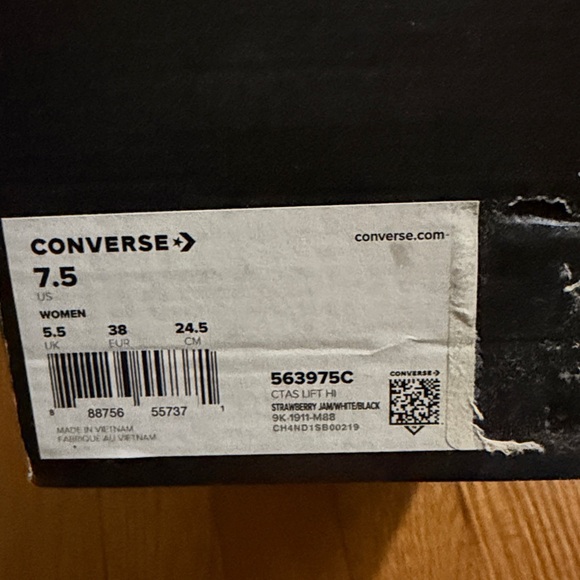 CONVERSE
converse.com
7.5
US
WOMEN
5.5 38 24.5
UK EUR CM
8 88756 55737 1
563975C
CTAS LIFT HI
STRAWBERRY JAM/WHITE/BLACK
9K-1911-M88
CH4ND1SB00219
CONVERSE
MADE IN VIETNAM
FABRIQUÉ AU VIETNAM